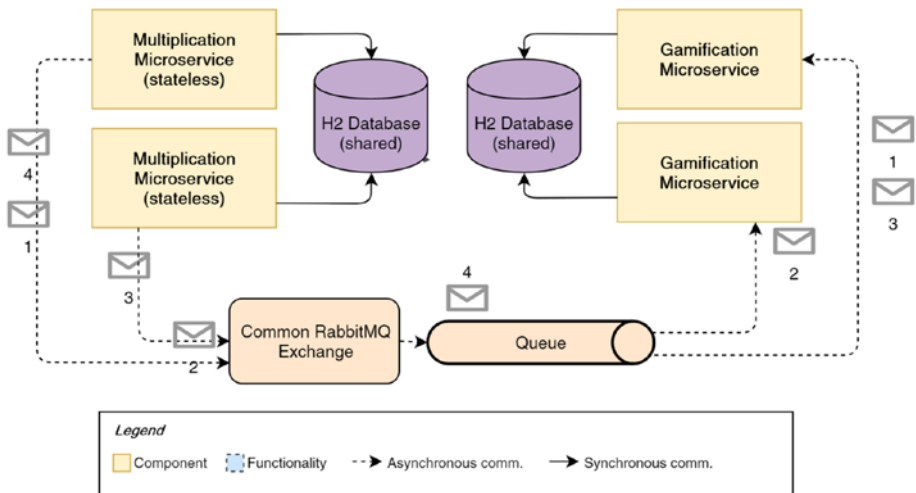 Multiplication
Microservice
(stateless)
H2 Database
(shared)
H2 Database
(shared)
Gamification
Microservice
Multiplication
Microservice
(stateless)
Gamification
Microservice
4
1
3
2
4
2
1
3
Common RabbitMQ
Exchange
Queue
Legend
Component
Functionality
Asynchronous comm.
Synchronous comm.